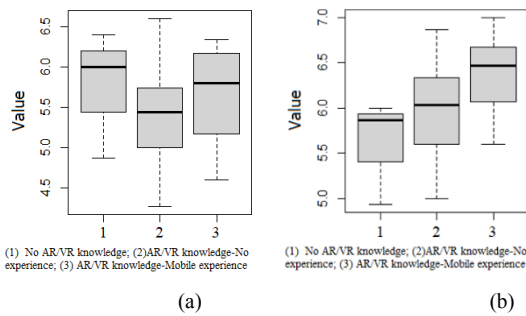 Value
6.5
6.0
5.5
5.0
4.5
1 2 3
(1) No AR/VR knowledge; (2)AR/VR knowledge-No
experience; (3) AR/VR knowledge-Mobile experience
(a)
Value
7.0
6.5
6.0
5.5
5.0
1 2 3
(1) No AR/VR knowledge; (2)AR/VR knowledge-No
experience; (3) AR/VR knowledge-Mobile experience
(b)